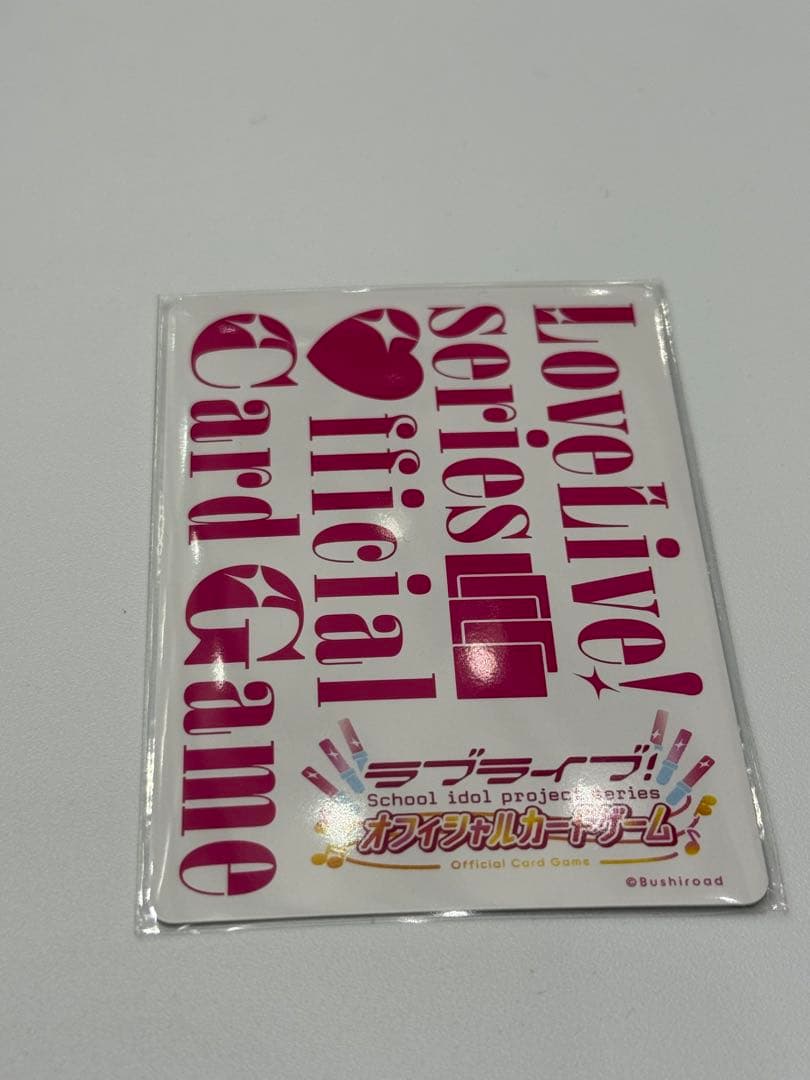 LoveLive!
series
♥fficial
Card Game
ラブライブ!
School idol project series
オフィシャルカードゲーム
Official Card Game
©Bushiroad